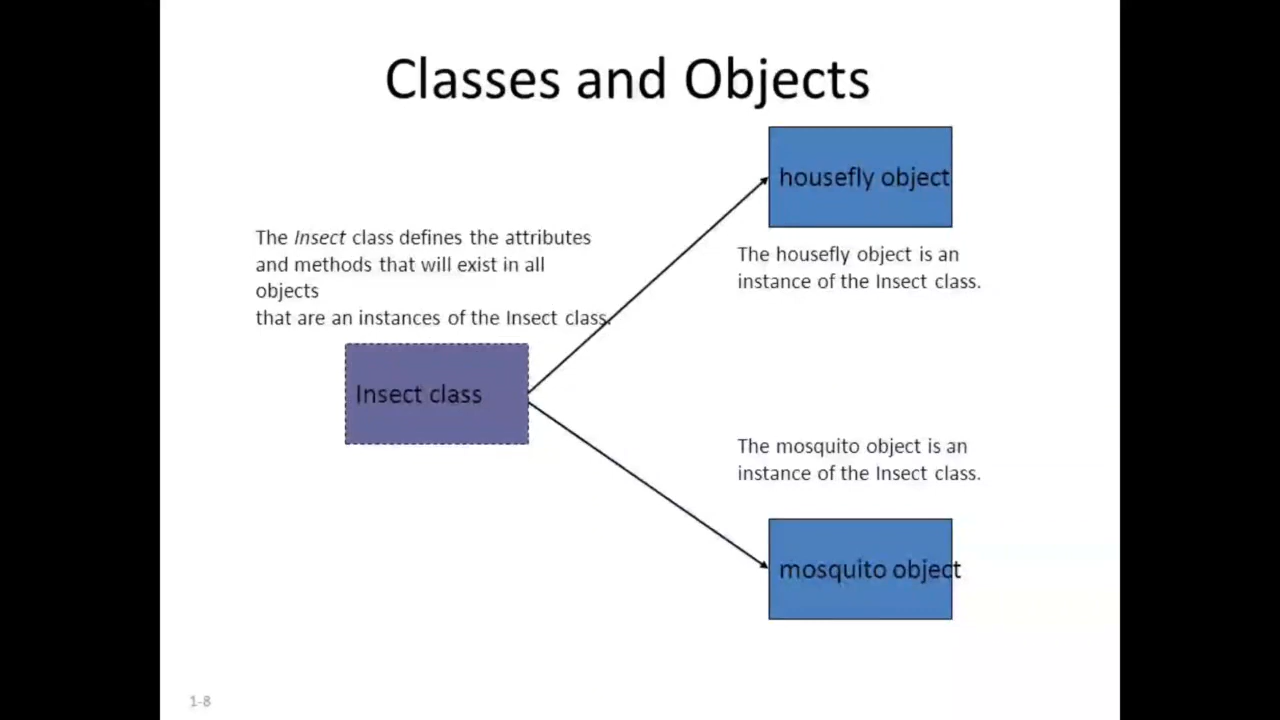 Classes and Objects
housefly object
The Insect class defines the attributes
and methods that will exist in all
objects
that are an instances of the Insect class.
The housefly object is an
instance of the Insect class.
Insect class
The mosquito object is an
instance of the Insect class.
mosquito object
1-8